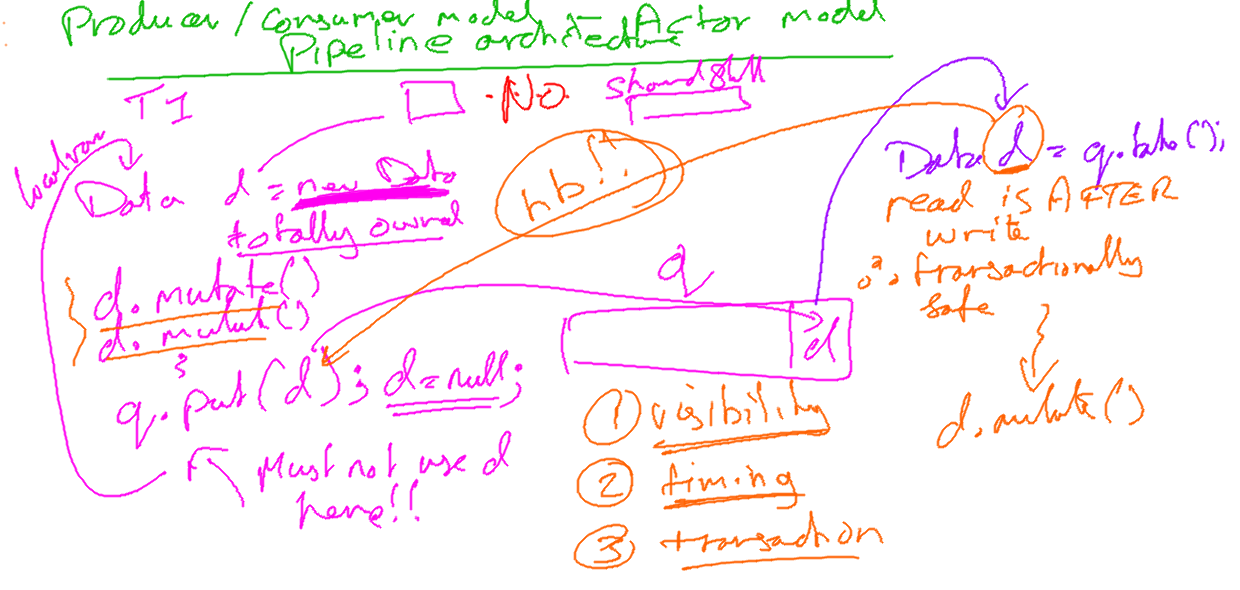 Producer / Consumer model - Actor model
Pipeline architecture
T1
NO
Shared
localvar
Data d = new Data
totally owned
d.mutate()
d.mutate()
q.put(d); d=null;
Must not use d
here!!
hb!!
q
d
① visibility
② timing
③ transaction
Data d = q.take();
read is AFTER
write
∴ transactionally
safe
d.mutate()